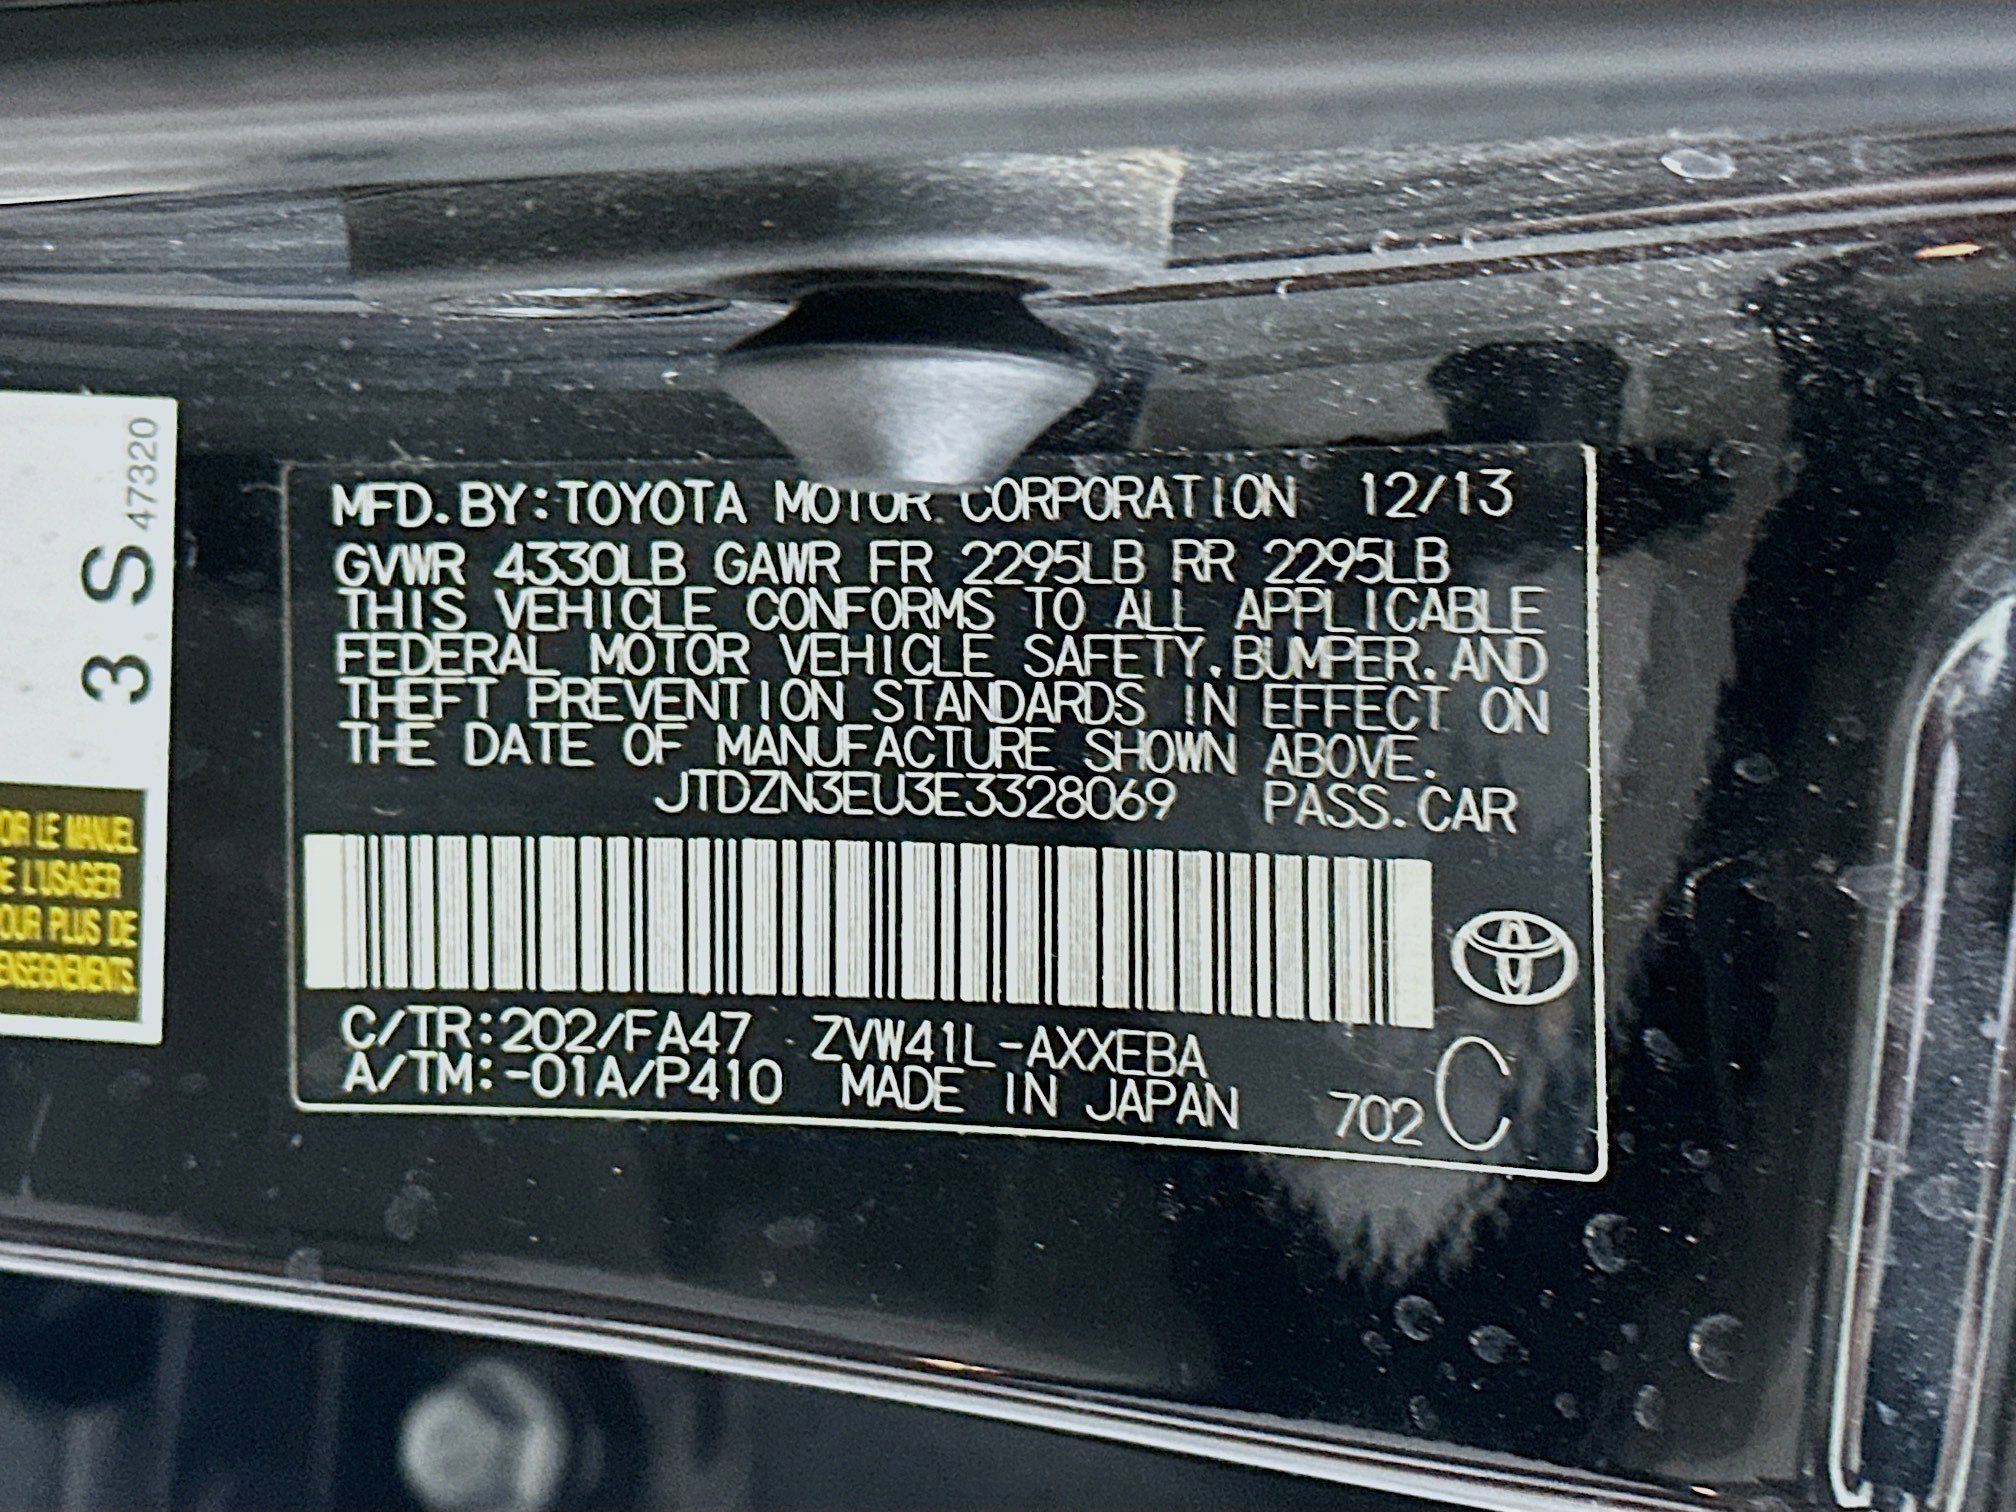 MFD.BY:TOYOTA MOTOR CORPORATION 12/13
GVWR 4330LB GAWR FR 2295LB RR 2295LB
THIS VEHICLE CONFORMS TO ALL APPLICABLE
FEDERAL MOTOR VEHICLE SAFETY.BUMPER.AND
THEFT PREVENTION STANDARDS IN EFFECT ON
THE DATE OF MANUFACTURE SHOWN ABOVE.
JTDZN3EU3E3328069 PASS.CAR
C/TR:202/FA47 ZVW41L-AXXEBA
A/TM:-01A/P410 MADE IN JAPAN 702 C
3 S
47320
LE MANUEL
L'USAGER
PLUS DE